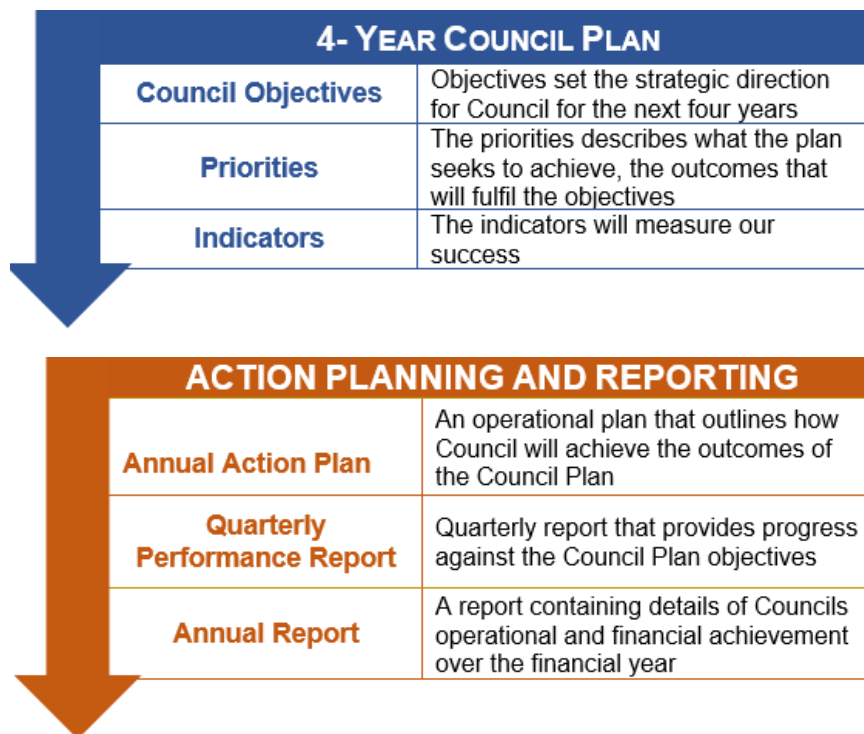 4- YEAR COUNCIL PLAN
Council Objectives
Objectives set the strategic direction
for Council for the next four years
Priorities
The priorities describes what the plan
seeks to achieve, the outcomes that
will fulfil the objectives
Indicators
The indicators will measure our
success
ACTION PLANNING AND REPORTING
Annual Action Plan
An operational plan that outlines how
Council will achieve the outcomes of
the Council Plan
Quarterly
Performance Report
Quarterly report that provides progress
against the Council Plan objectives
Annual Report
A report containing details of Councils
operational and financial achievement
over the financial year